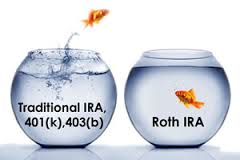 Traditional IRA,
401(k),403(b)
Roth IRA